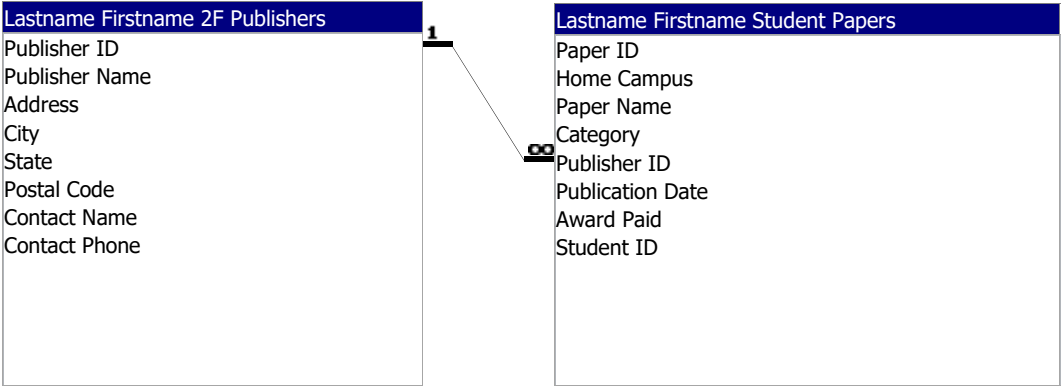 Lastname Firstname 2F Publishers
Publisher ID
Publisher Name
Address
City
State
Postal Code
Contact Name
Contact Phone
1
∞
Lastname Firstname Student Papers
Paper ID
Home Campus
Paper Name
Category
Publisher ID
Publication Date
Award Paid
Student ID